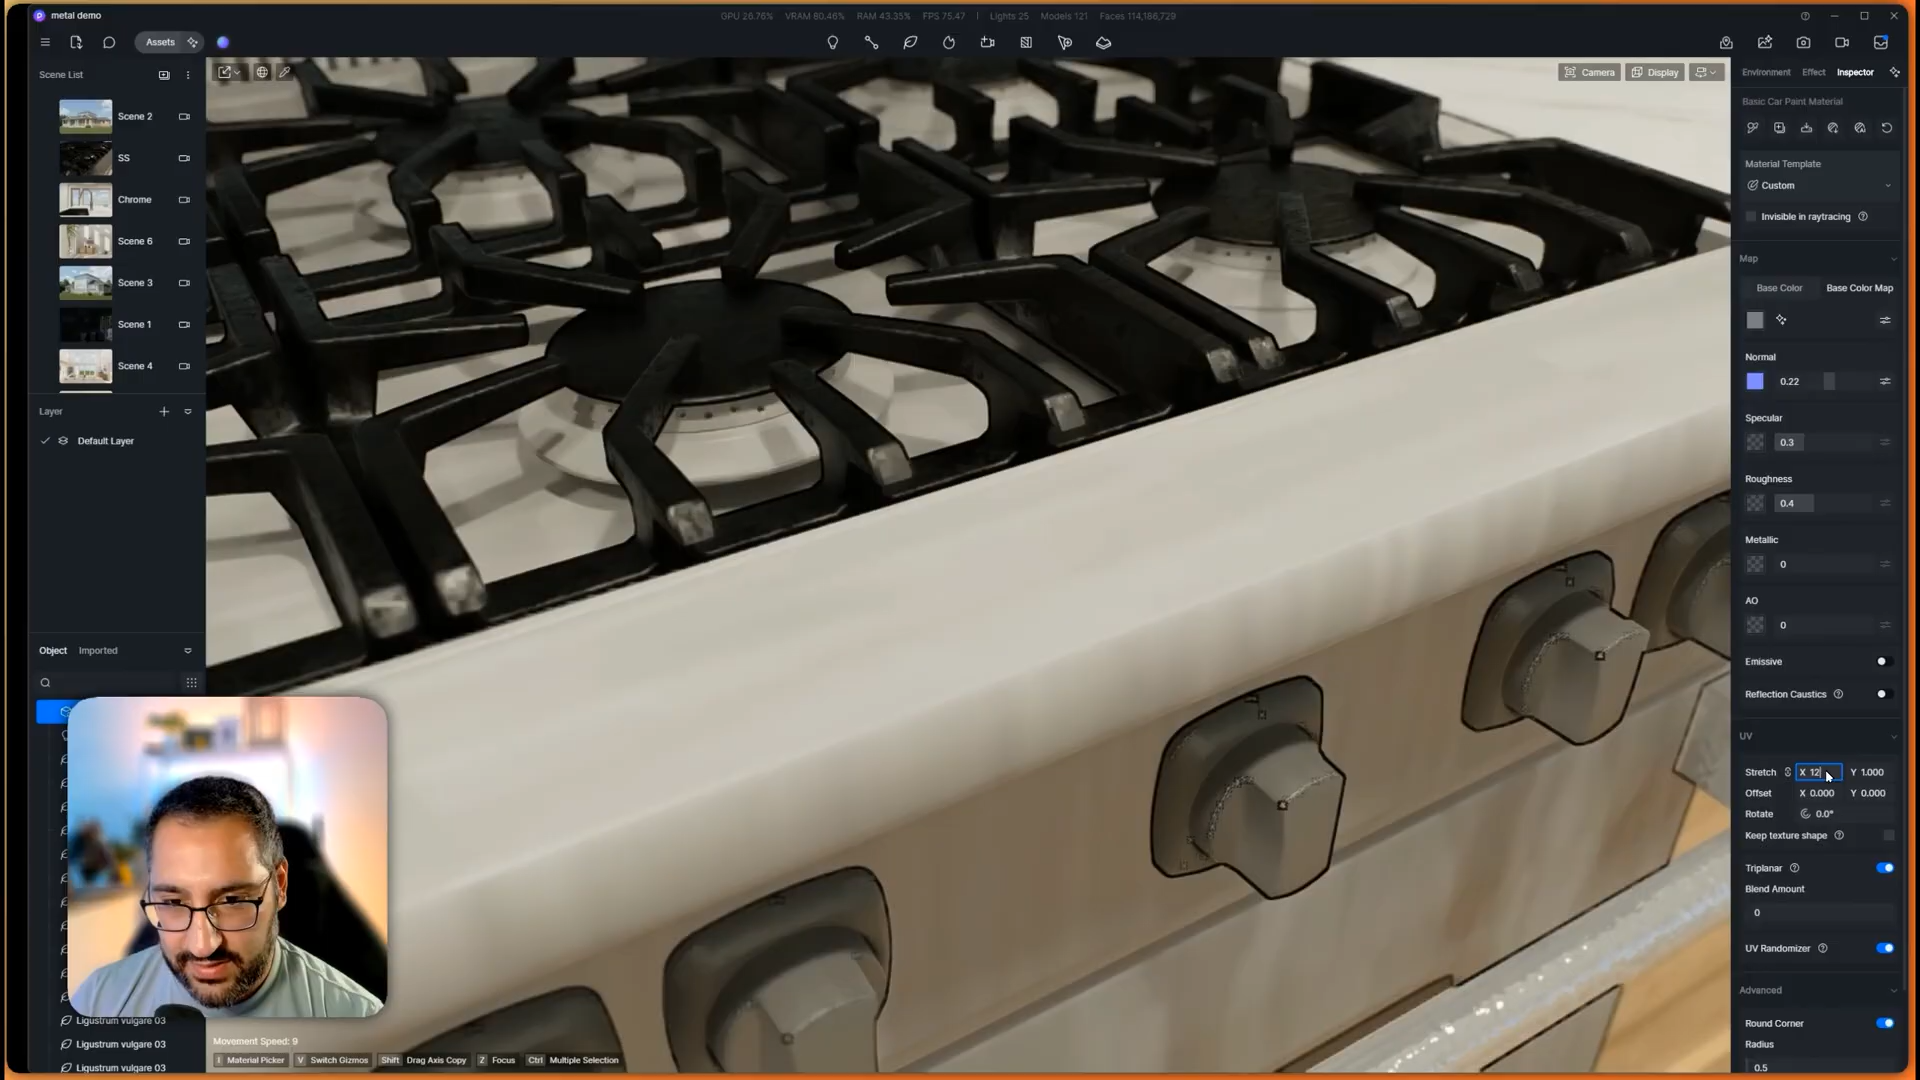 metal demo
GPU 26.76% VRAM 80.46% RAM 43.35% FPS 75.47 | Lights 25 Models 121 Faces 114,186,729
Assets
Scene List
Scene 2
SS
Chrome
Scene 6
Scene 3
Scene 1
Scene 4
Layer
Default Layer
Object Imported
Ligustrum vulgare 03
Ligustrum vulgare 03
Ligustrum vulgare 03
Camera Display
Movement Speed: 9
I Material Picker V Switch Gizmos Shift Drag Axis Copy Z Focus Ctrl Multiple Selection
Environment Effect Inspector
Basic Car Paint Material
Material Template
Custom
Invisible in raytracing
Map
Base Color Base Color Map
Normal
0.22
Specular
0.3
Roughness
0.4
Metallic
0
AO
0
Emissive
Reflection Caustics
UV
Stretch X 12 Y 1.000
Offset X 0.000 Y 0.000
Rotate 0.0°
Keep texture shape
Triplanar
Blend Amount
0
UV Randomizer
Advanced
Round Corner
Radius
0.5